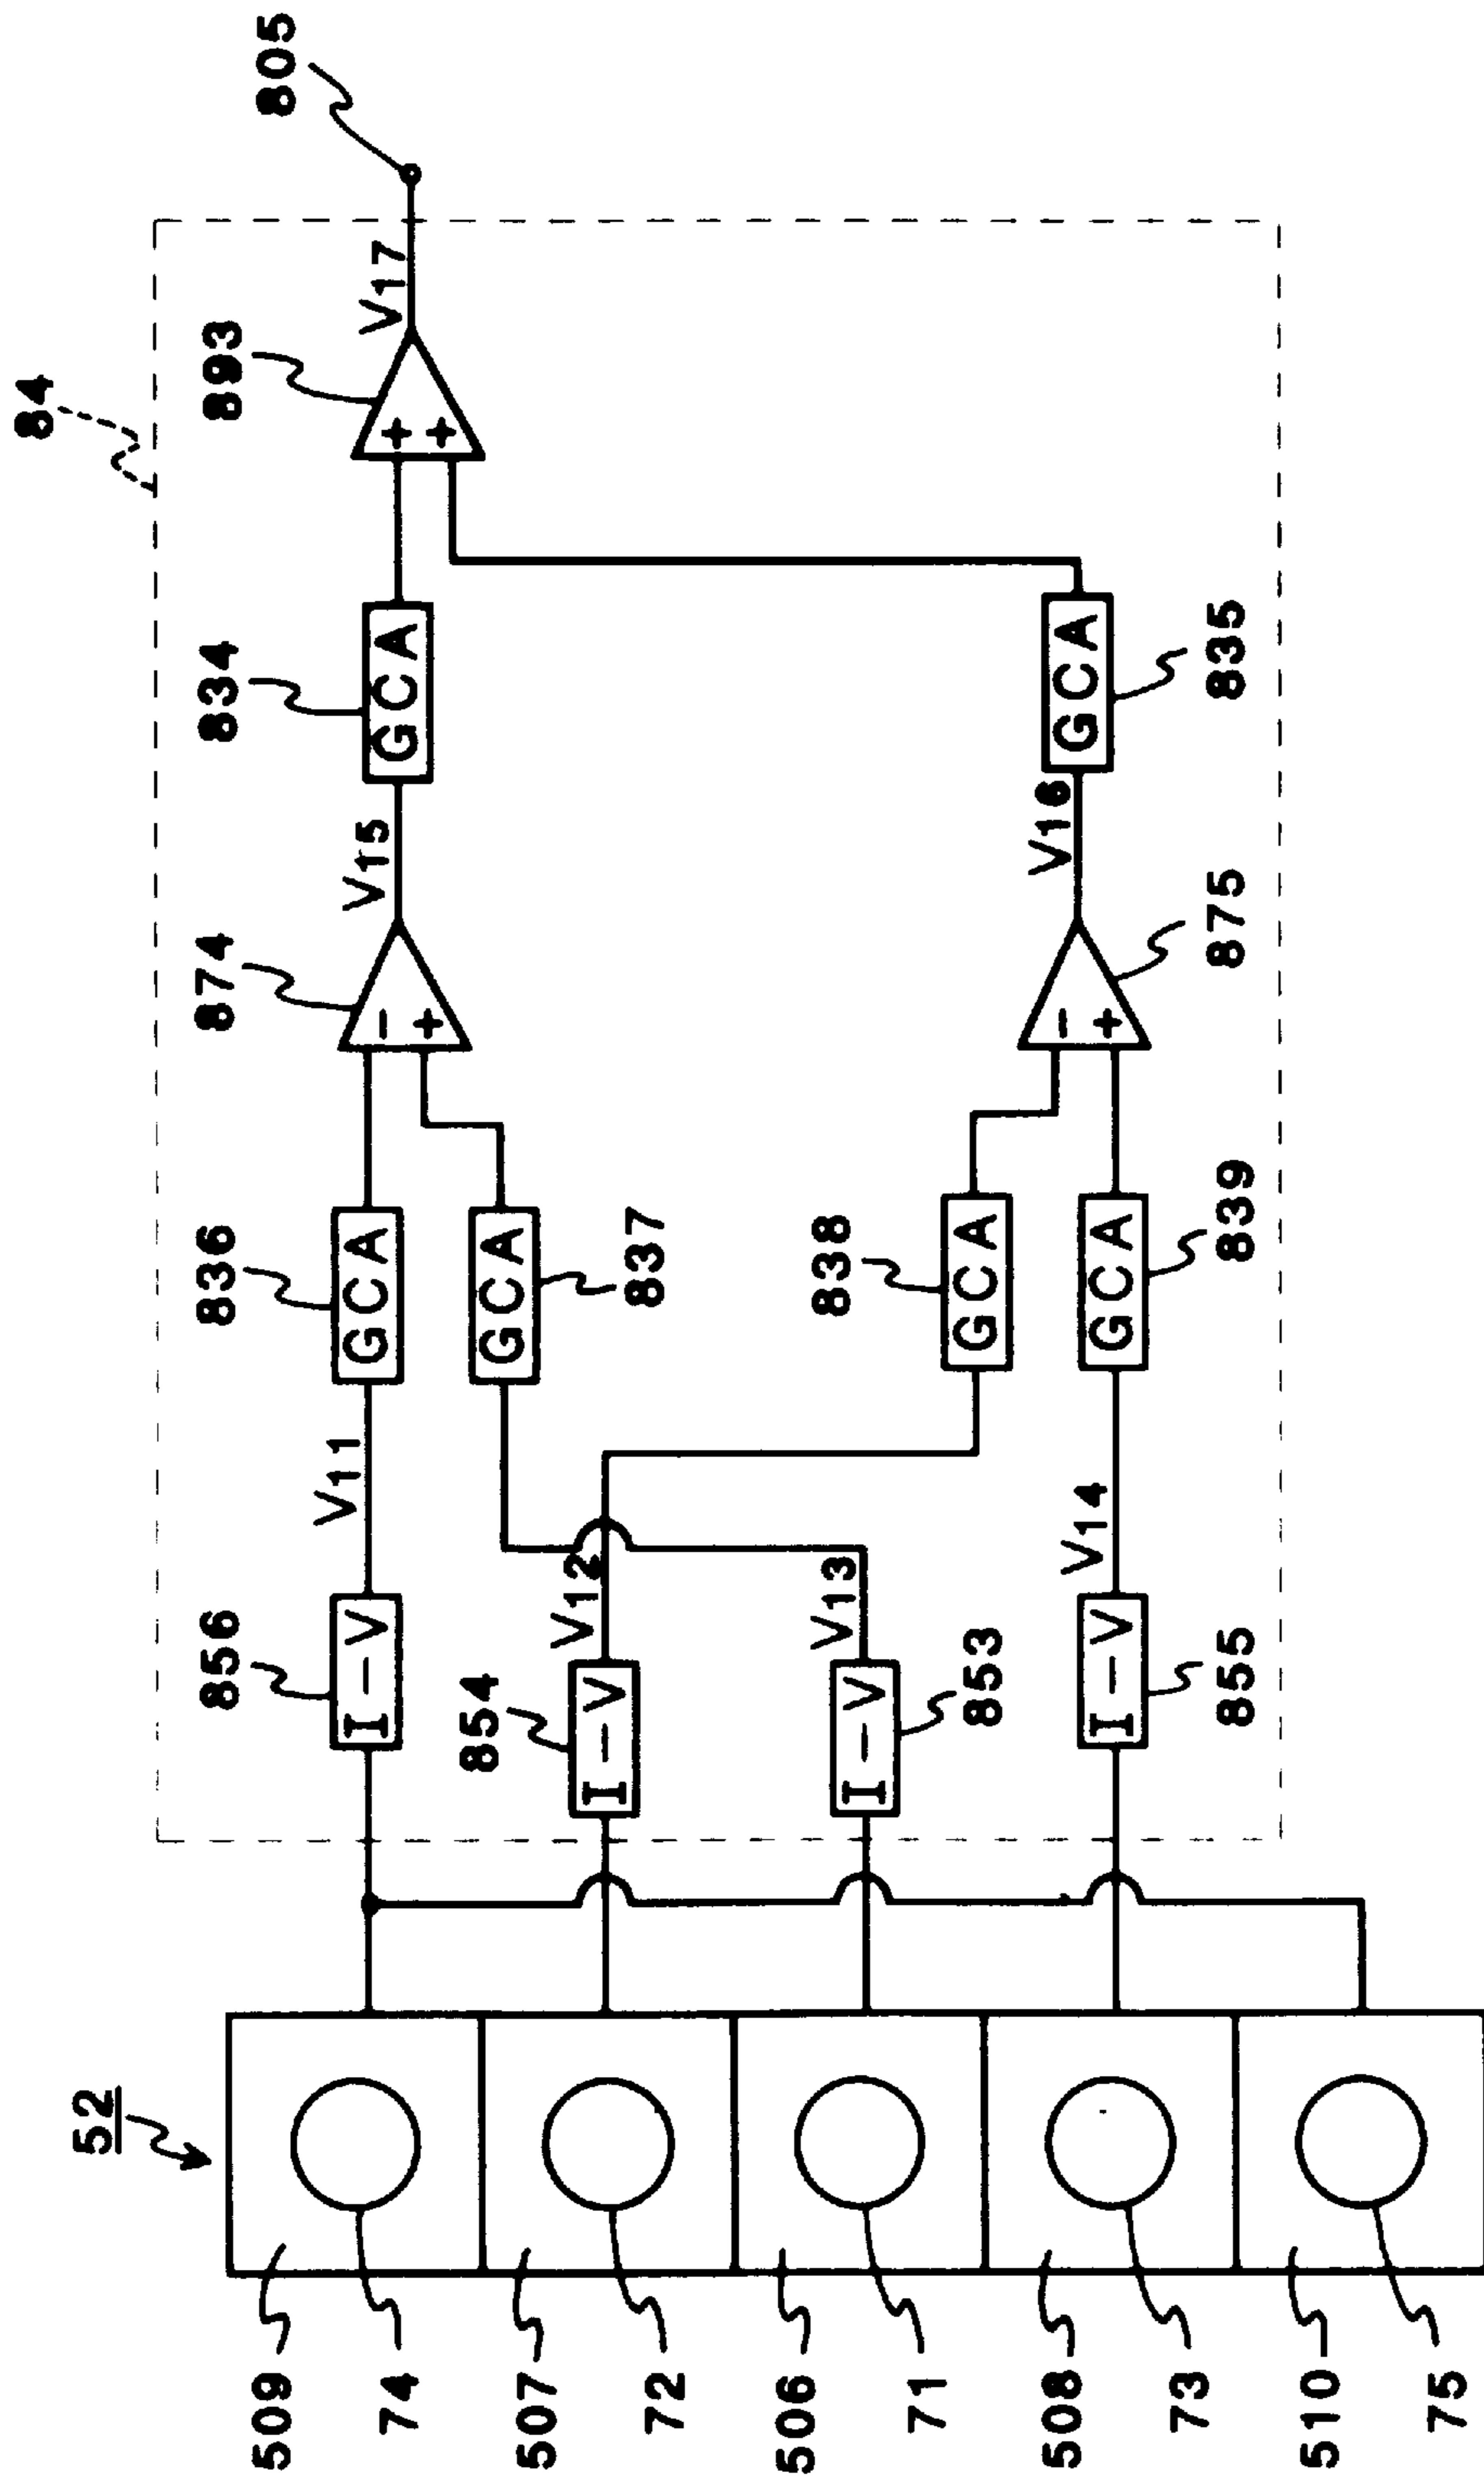 84
805
893
V17
834
GCA
874
V15
836
GCA
856
I-V
V11
837
GCA
854
I-V
V12
853
I-V
V13
838
GCA
855
I-V
V14
839
GCA
875
V16
835
GCA
- +
- +
+ +
52
509
74
507
72
506
71
508
73
510
75